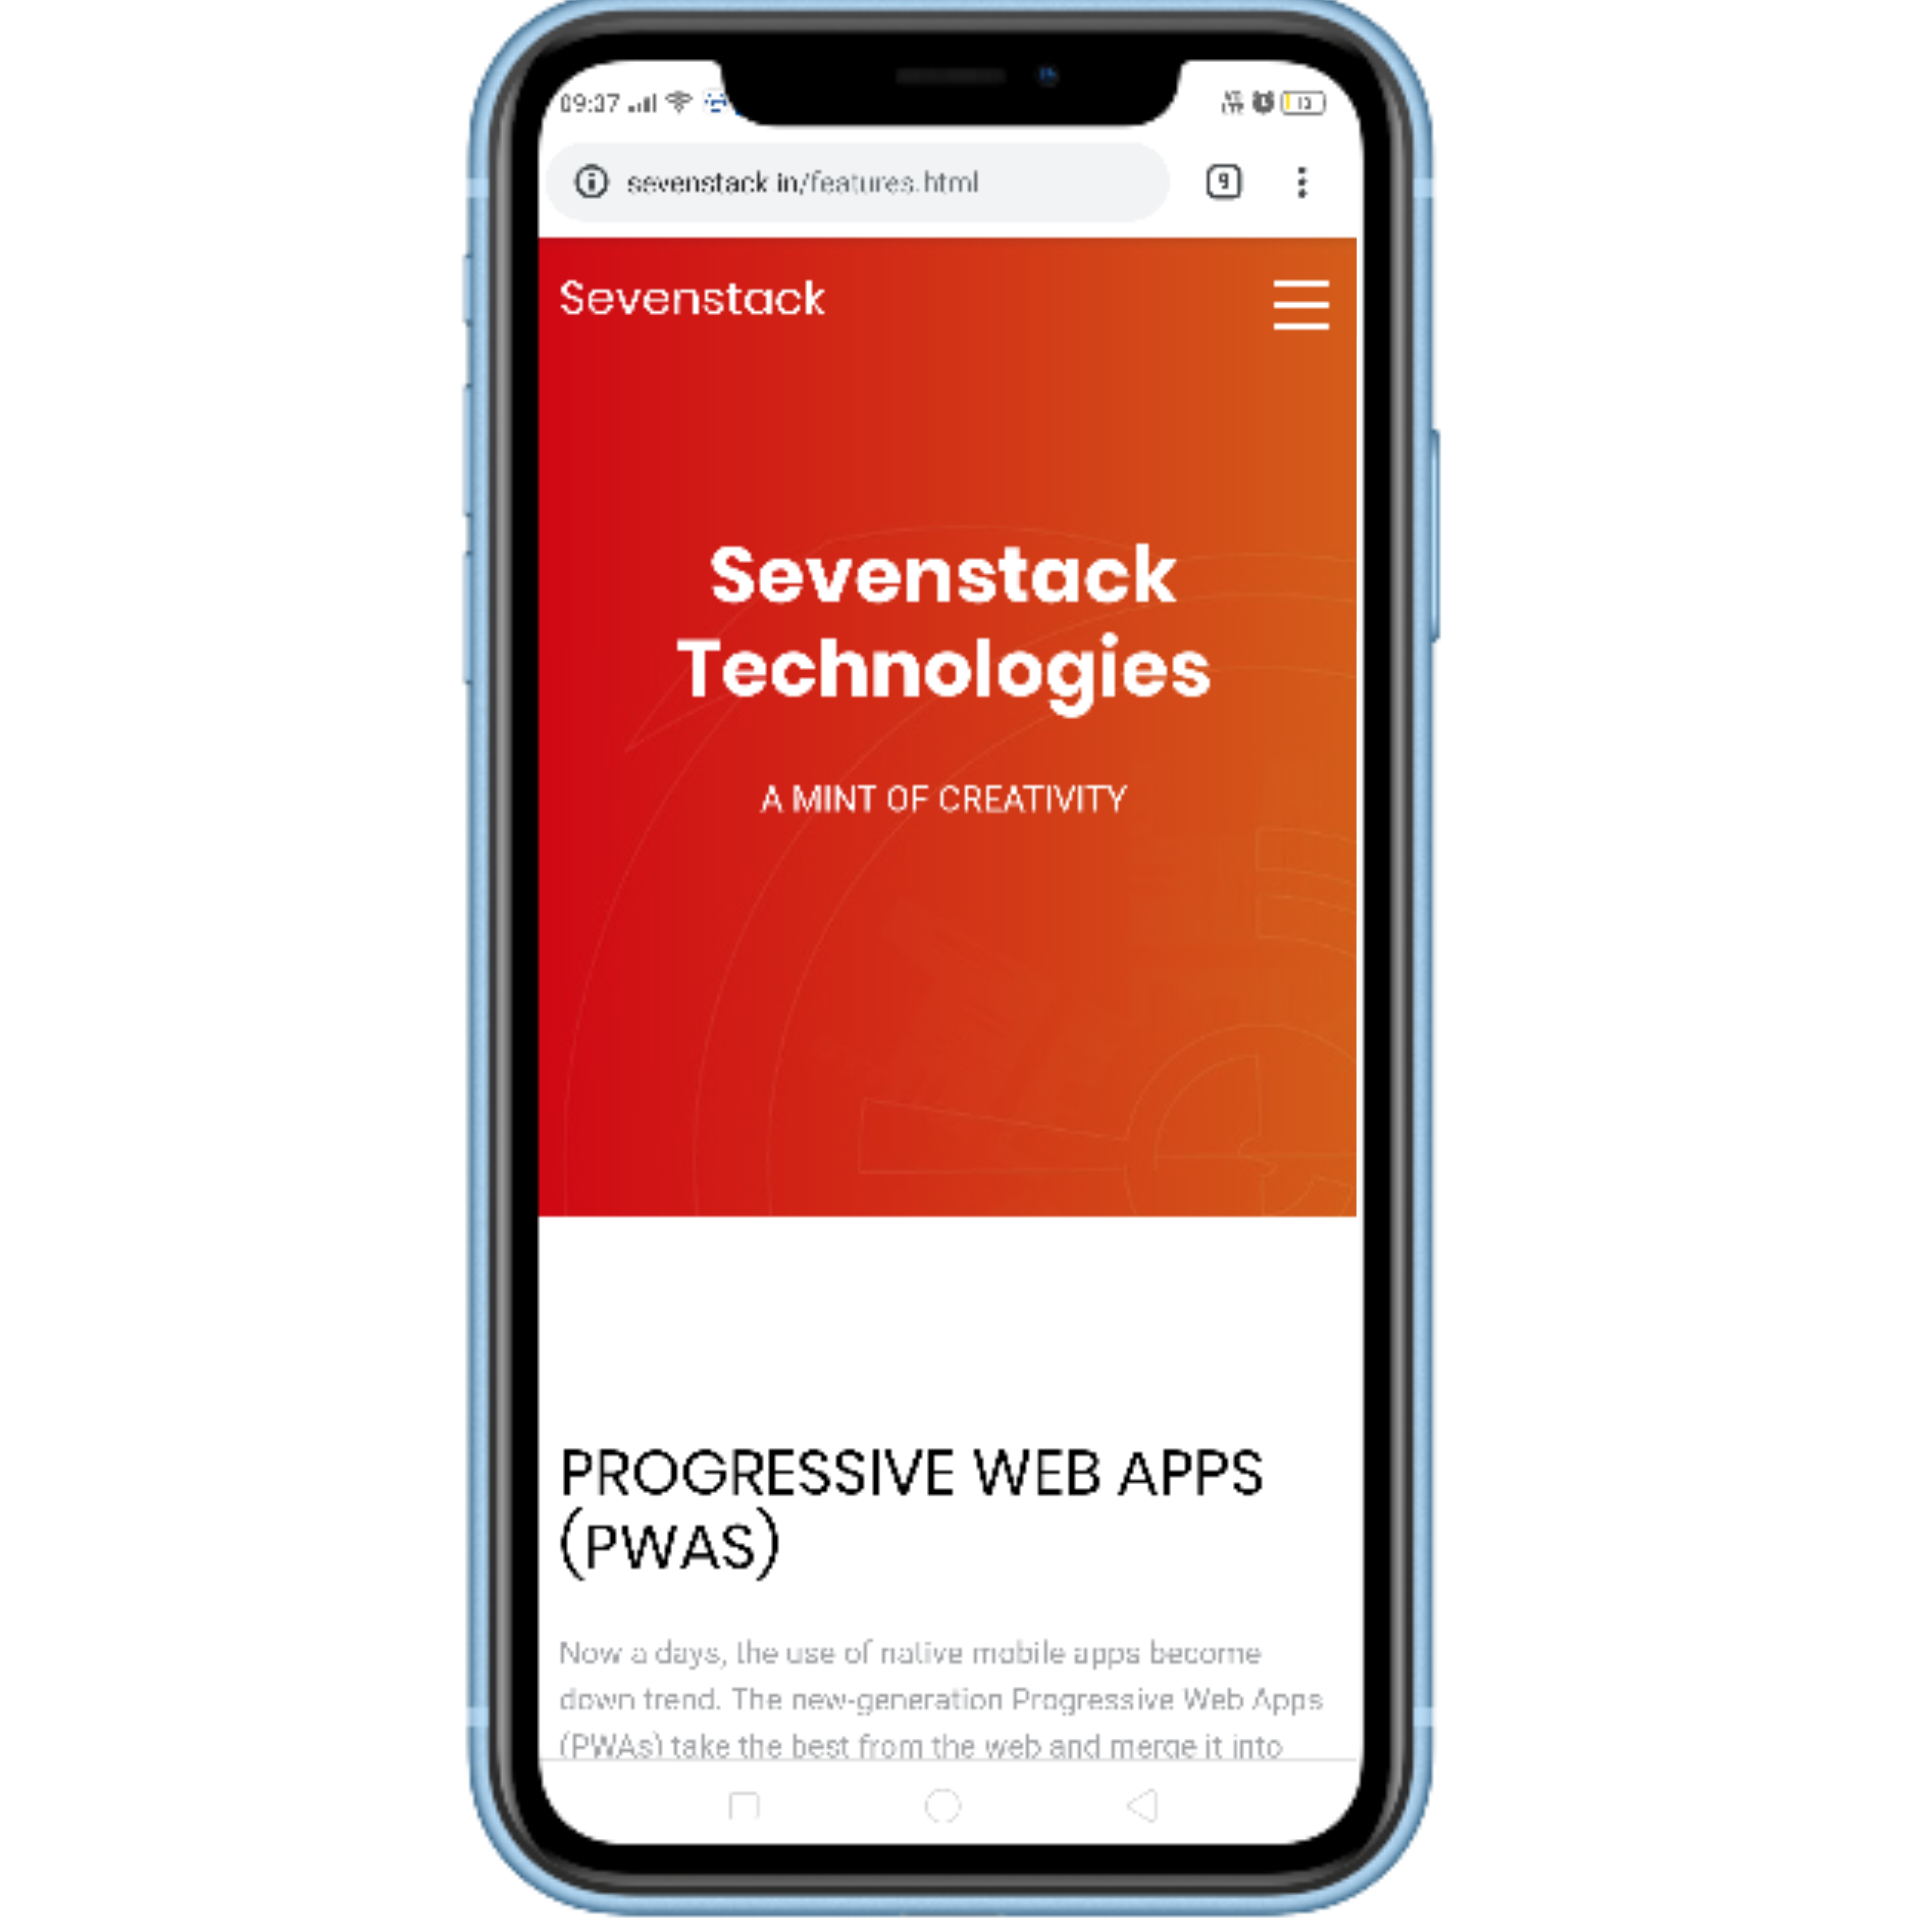 09:37
sevenstack.in/features.html
9
Sevenstack
Sevenstack
Technologies
A MINT OF CREATIVITY
PROGRESSIVE WEB APPS
(PWAS)
Now a days, the use of native mobile apps become
down trend. The new-generation Progressive Web Apps
(PWAs) take the best from the web and merge it into